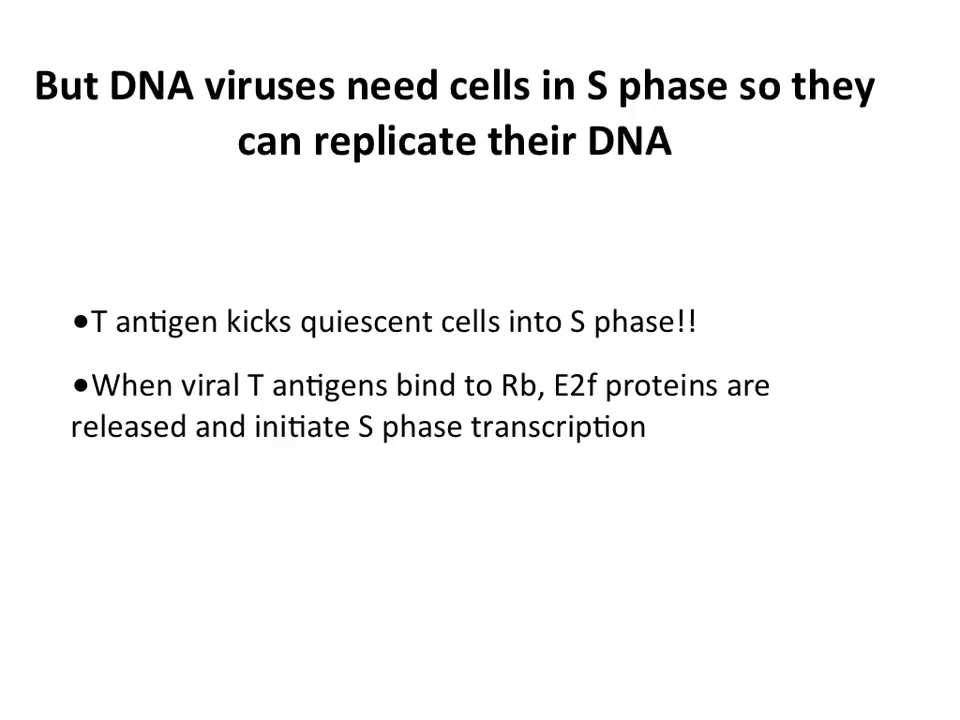 But DNA viruses need cells in S phase so they
can replicate their DNA
•T antigen kicks quiescent cells into S phase!!
•When viral T antigens bind to Rb, E2f proteins are
released and initiate S phase transcription